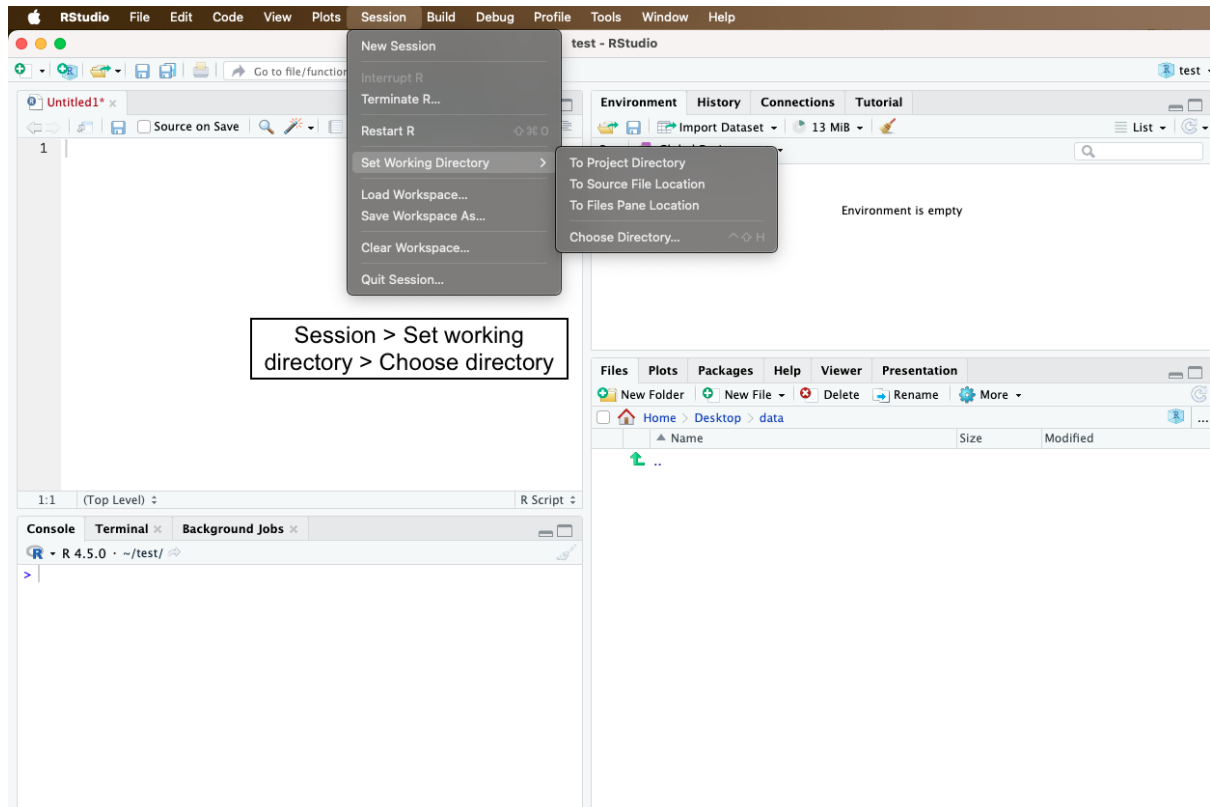 RStudio File Edit Code View Plots Session Build Debug Profile Tools Window Help
test - RStudio
Go to file/function
test
Untitled1* ×
Source on Save
1
1:1 (Top Level) R Script
New Session
Interrupt R
Terminate R...
Restart R ⇧⌘0
Set Working Directory >
Load Workspace...
Save Workspace As...
Clear Workspace...
Quit Session...
To Project Directory
To Source File Location
To Files Pane Location
Choose Directory... ^⇧H
Session > Set working
directory > Choose directory
Environment History Connections Tutorial
Import Dataset 13 MiB List
Environment is empty
Console Terminal × Background Jobs ×
R 4.5.0 · ~/test/
>
Files Plots Packages Help Viewer Presentation
New Folder New File Delete Rename More
Home > Desktop > data ...
Name Size Modified
..